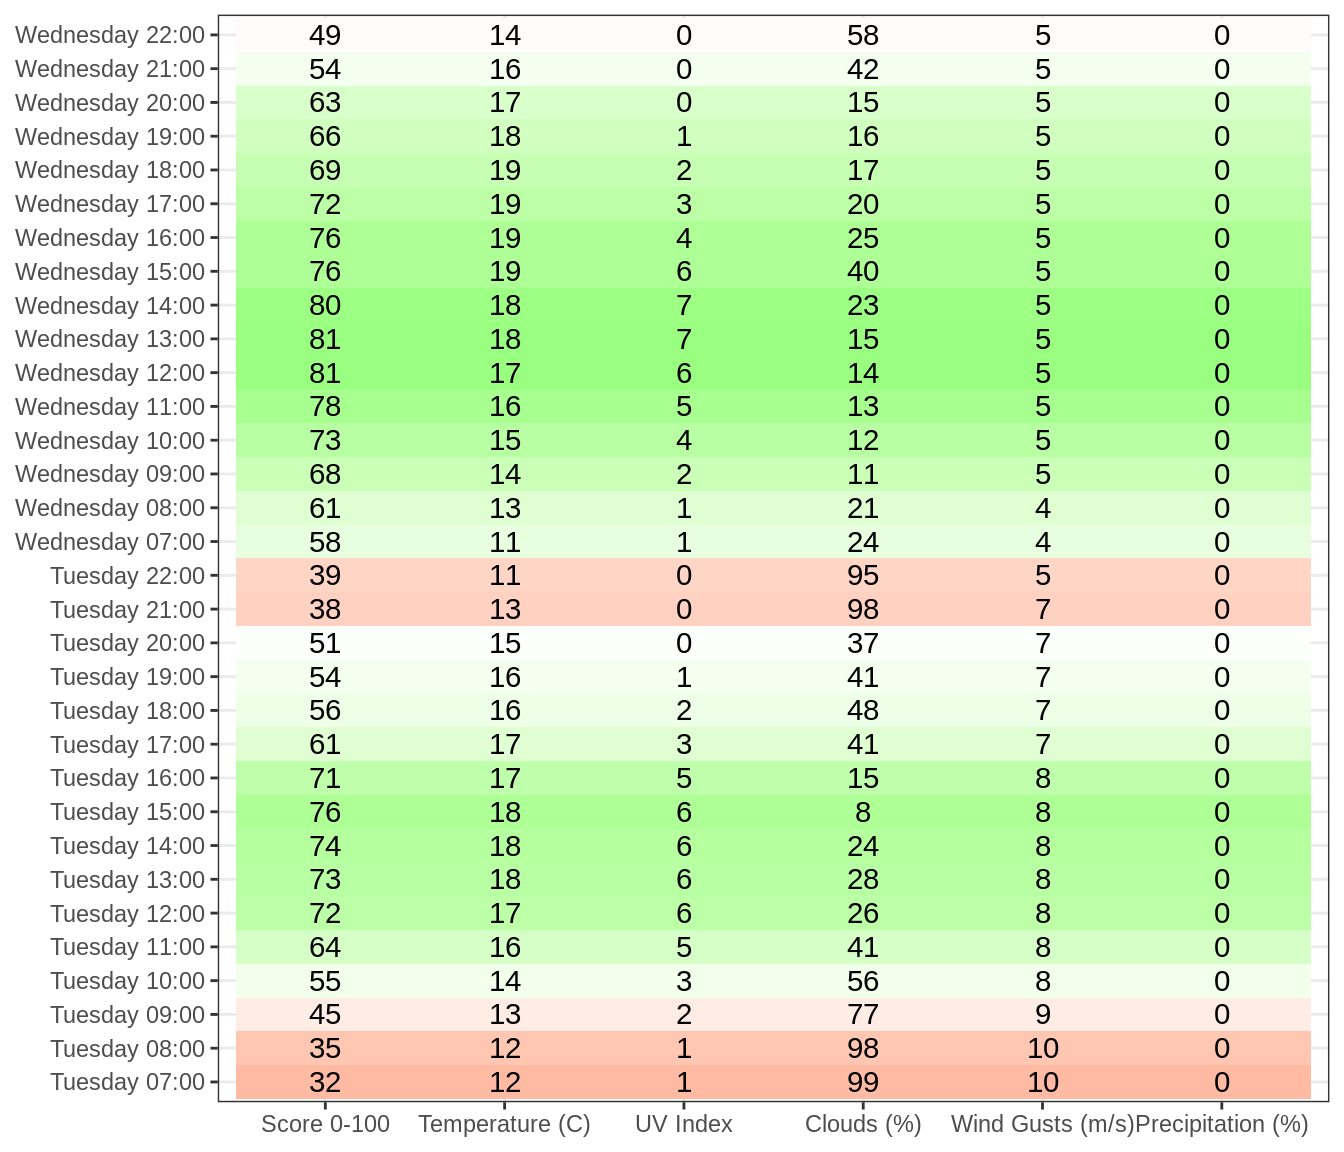 Wednesday 22:00 49 14 0 58 5 0
Wednesday 21:00 54 16 0 42 5 0
Wednesday 20:00 63 17 0 15 5 0
Wednesday 19:00 66 18 1 16 5 0
Wednesday 18:00 69 19 2 17 5 0
Wednesday 17:00 72 19 3 20 5 0
Wednesday 16:00 76 19 4 25 5 0
Wednesday 15:00 76 19 6 40 5 0
Wednesday 14:00 80 18 7 23 5 0
Wednesday 13:00 81 18 7 15 5 0
Wednesday 12:00 81 17 6 14 5 0
Wednesday 11:00 78 16 5 13 5 0
Wednesday 10:00 73 15 4 12 5 0
Wednesday 09:00 68 14 2 11 5 0
Wednesday 08:00 61 13 1 21 4 0
Wednesday 07:00 58 11 1 24 4 0
Tuesday 22:00 39 11 0 95 5 0
Tuesday 21:00 38 13 0 98 7 0
Tuesday 20:00 51 15 0 37 7 0
Tuesday 19:00 54 16 1 41 7 0
Tuesday 18:00 56 16 2 48 7 0
Tuesday 17:00 61 17 3 41 7 0
Tuesday 16:00 71 17 5 15 8 0
Tuesday 15:00 76 18 6 8 8 0
Tuesday 14:00 74 18 6 24 8 0
Tuesday 13:00 73 18 6 28 8 0
Tuesday 12:00 72 17 6 26 8 0
Tuesday 11:00 64 16 5 41 8 0
Tuesday 10:00 55 14 3 56 8 0
Tuesday 09:00 45 13 2 77 9 0
Tuesday 08:00 35 12 1 98 10 0
Tuesday 07:00 32 12 1 99 10 0
Score 0-100 Temperature (C) UV Index Clouds (%) Wind Gusts (m/s) Precipitation (%)